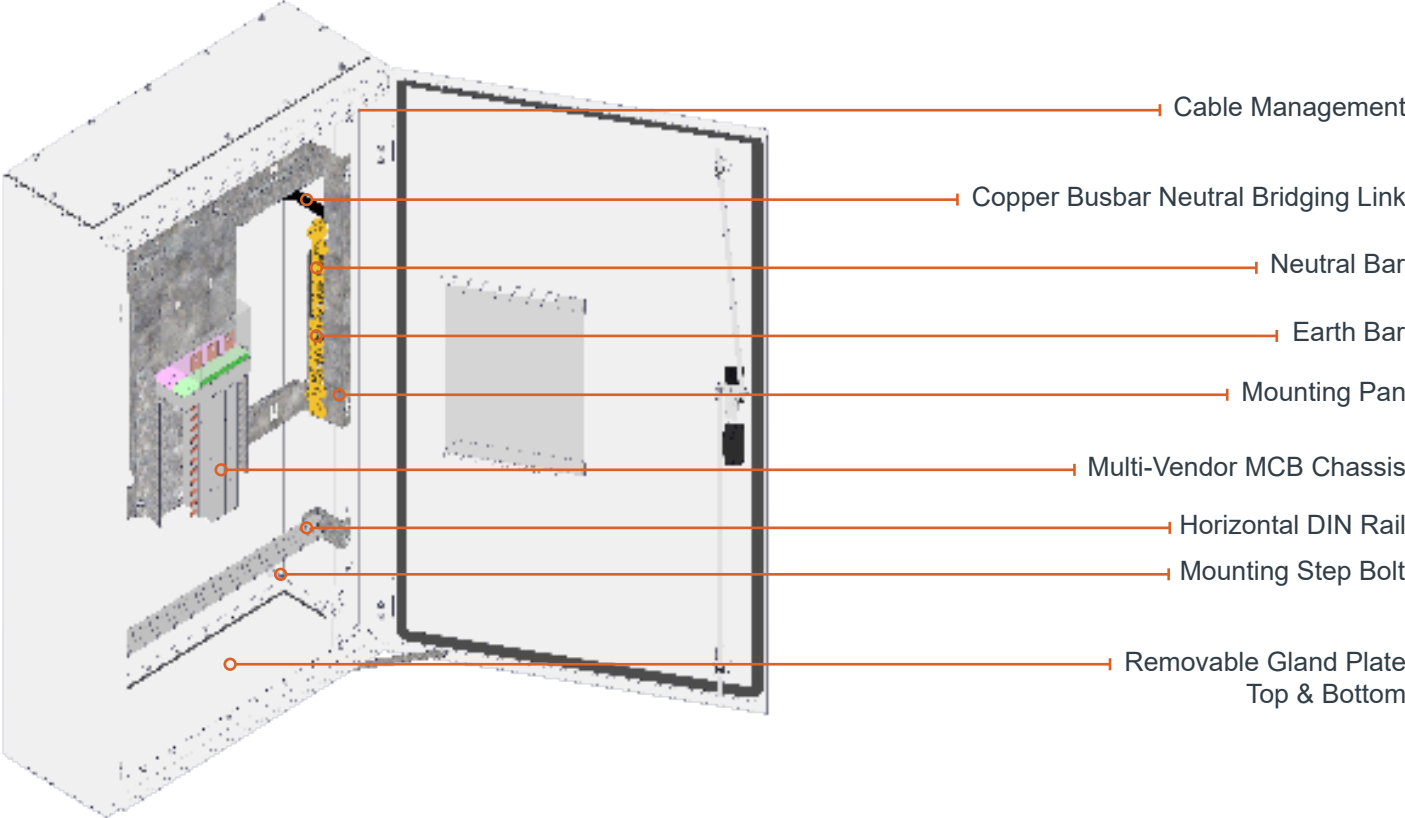 Cable Management
Copper Busbar Neutral Bridging Link
Neutral Bar
Earth Bar
Mounting Pan
Multi-Vendor MCB Chassis
Horizontal DIN Rail
Mounting Step Bolt
Removable Gland Plate
Top & Bottom